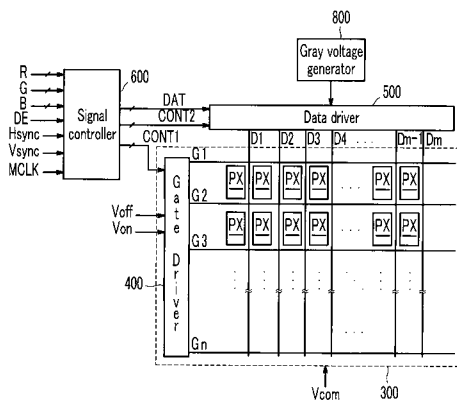 800
Gray voltage
generator
600
R
G
B
DE
Hsync
Vsync
MCLK
Signal
controller
DAT
CONT2
CONT1
500
Data driver
D1 D2 D3 D4 ... Dm-1 Dm
G1
G2
G3
Gn
Voff
Von
Gate Driver
400
PX PX PX PX ... PX PX
PX PX PX PX ... PX PX
...
Vcom
300